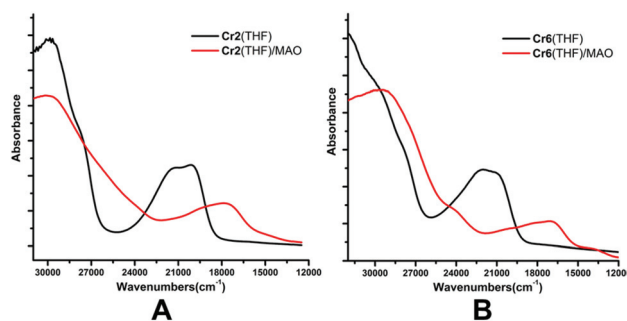 Cr2(THF)
Cr2(THF)/MAO
Absorbance
30000 27000 24000 21000 18000 15000 12000
Wavenumbers(cm⁻¹)
A
Cr6(THF)
Cr6(THF)/MAO
Absorbance
30000 27000 24000 21000 18000 15000 1200
Wavenumbers(cm⁻¹)
B